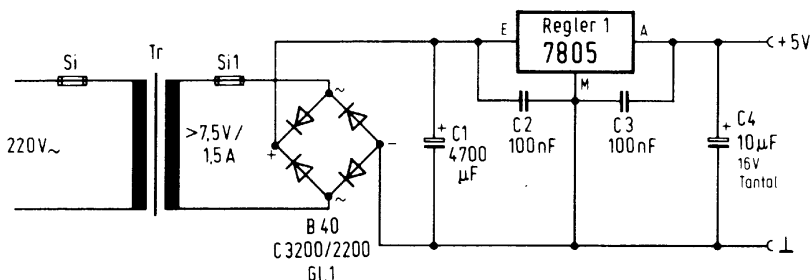 Si
Tr
Si1
220V~
>7,5V/
1,5A
~
+
-
~
B40
C3200/2200
Gl.1
E
Regler 1
7805
A
M
+
C1
4700
µF
C2
100nF
C3
100nF
+
C4
10µF
16V
Tantal
+5V
⊥